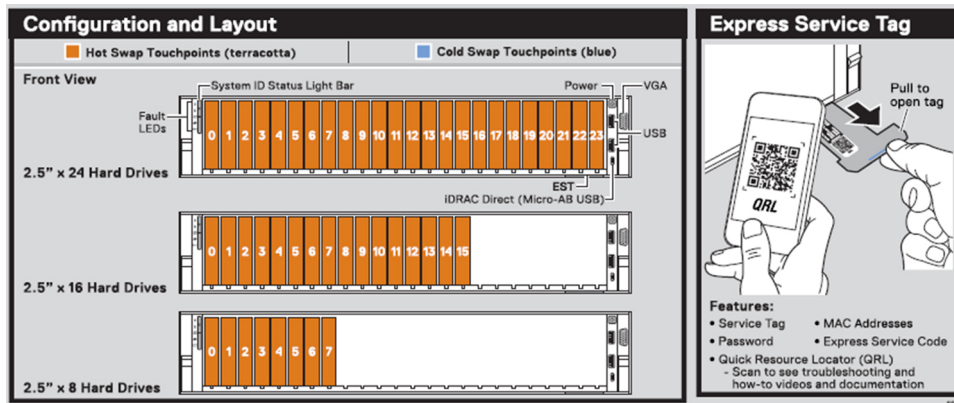 Configuration and Layout
Hot Swap Touchpoints (terracotta)
Cold Swap Touchpoints (blue)
Front View
System ID Status Light Bar
Power
VGA
Fault
LEDs
USB
0 1 2 3 4 5 6 7 8 9 10 11 12 13 14 15 16 17 18 19 20 21 22 23
2.5" x 24 Hard Drives
EST
iDRAC Direct (Micro-AB USB)
0 1 2 3 4 5 6 7 8 9 10 11 12 13 14 15
2.5" x 16 Hard Drives
0 1 2 3 4 5 6 7
2.5" x 8 Hard Drives
Express Service Tag
Pull to
open tag
QRL
Features:
• Service Tag
• MAC Addresses
• Password
• Express Service Code
• Quick Resource Locator (QRL)
- Scan to see troubleshooting and
how-to videos and documentation